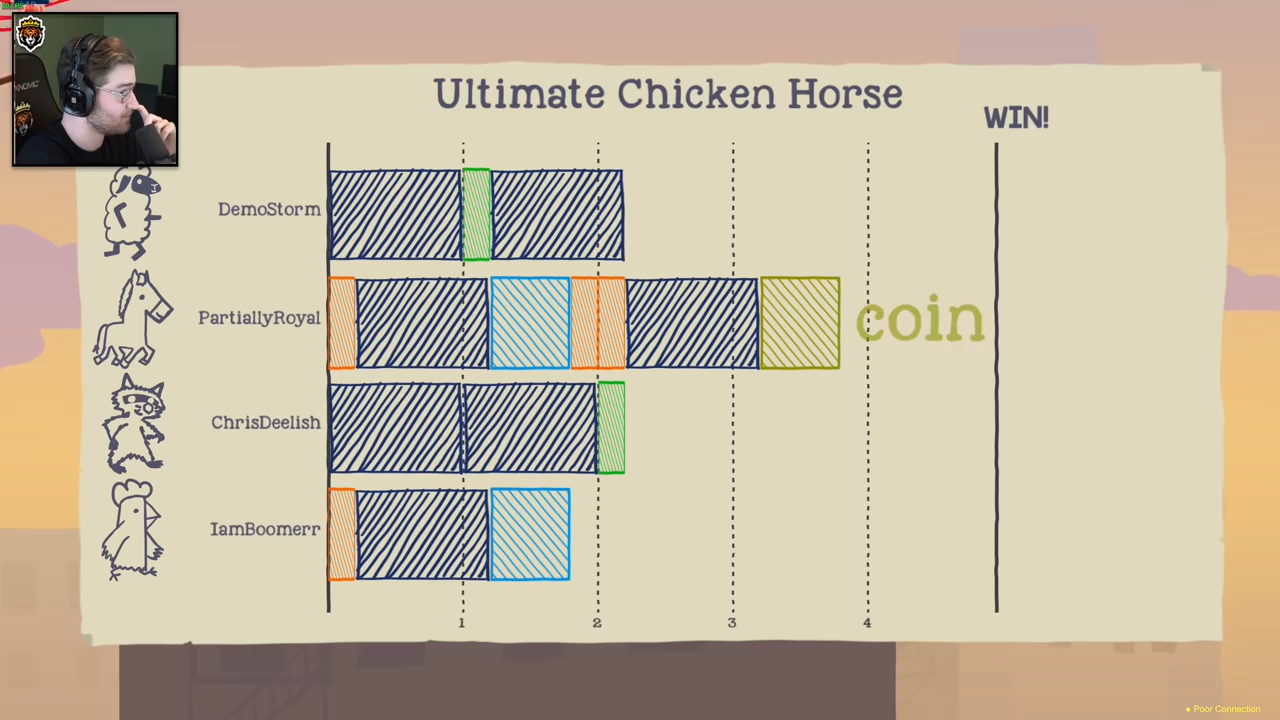 Ultimate Chicken Horse
WIN!
DemoStorm
PartiallyRoyal
coin
ChrisDeelish
IamBoomerr
1
2
3
4
Poor Connection